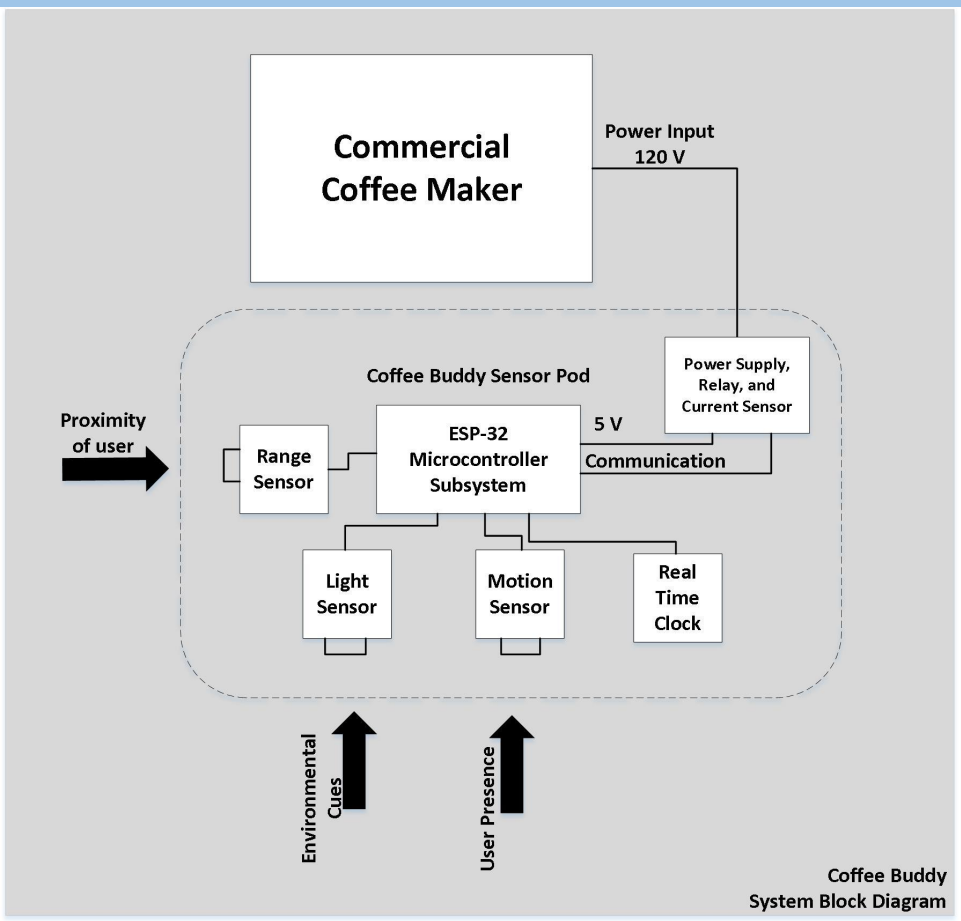 Commercial
Coffee Maker
Power Input
120 V
Power Supply,
Relay, and
Current Sensor
Coffee Buddy Sensor Pod
Proximity
of user
Range
Sensor
ESP-32
Microcontroller
Subsystem
5 V
Communication
Light
Sensor
Motion
Sensor
Real
Time
Clock
Environmental
Cues
User Presence
Coffee Buddy
System Block Diagram